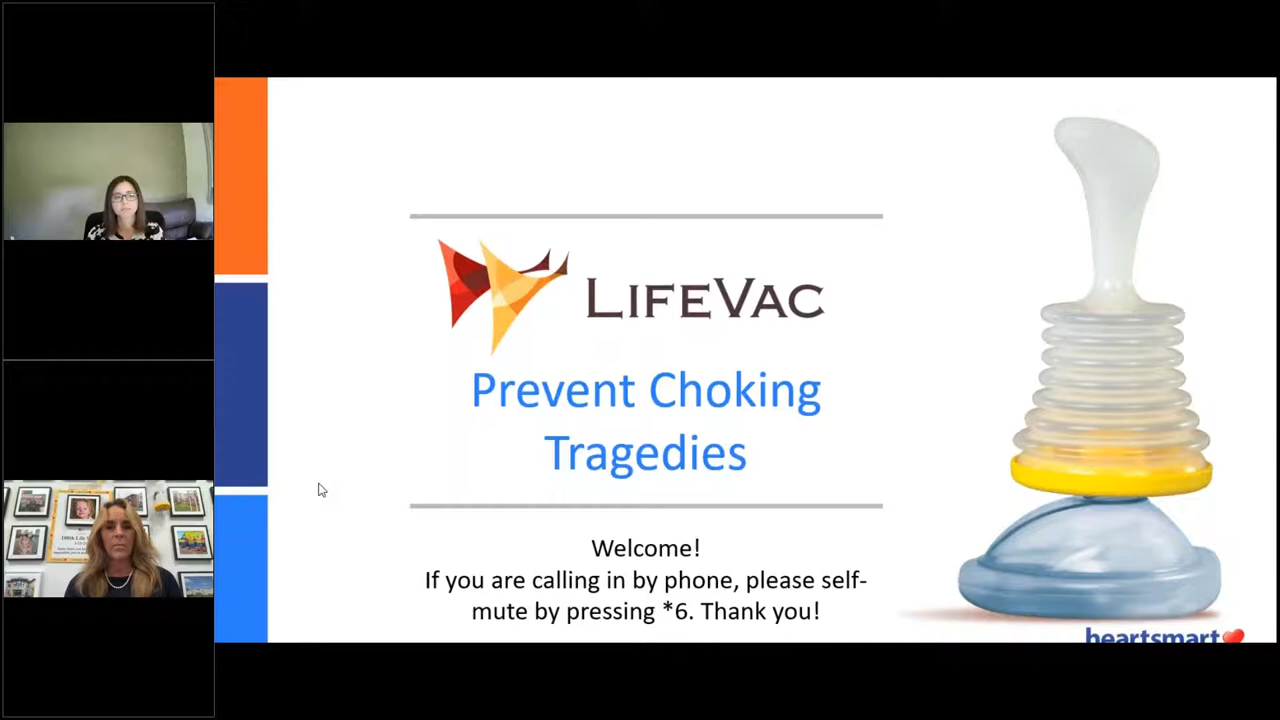 LIFEVAC
Prevent Choking
Tragedies
Welcome!
If you are calling in by phone, please self-
mute by pressing *6. Thank you!
heartsmart